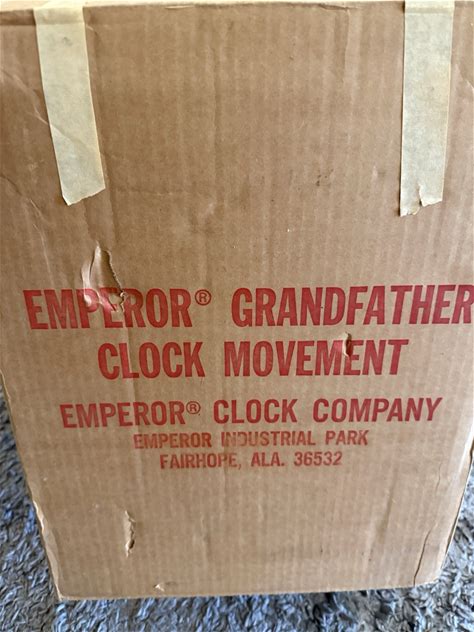 EMPEROR® GRANDFATHER
CLOCK MOVEMENT
EMPEROR® CLOCK COMPANY
EMPEROR INDUSTRIAL PARK
FAIRHOPE, ALA. 36532